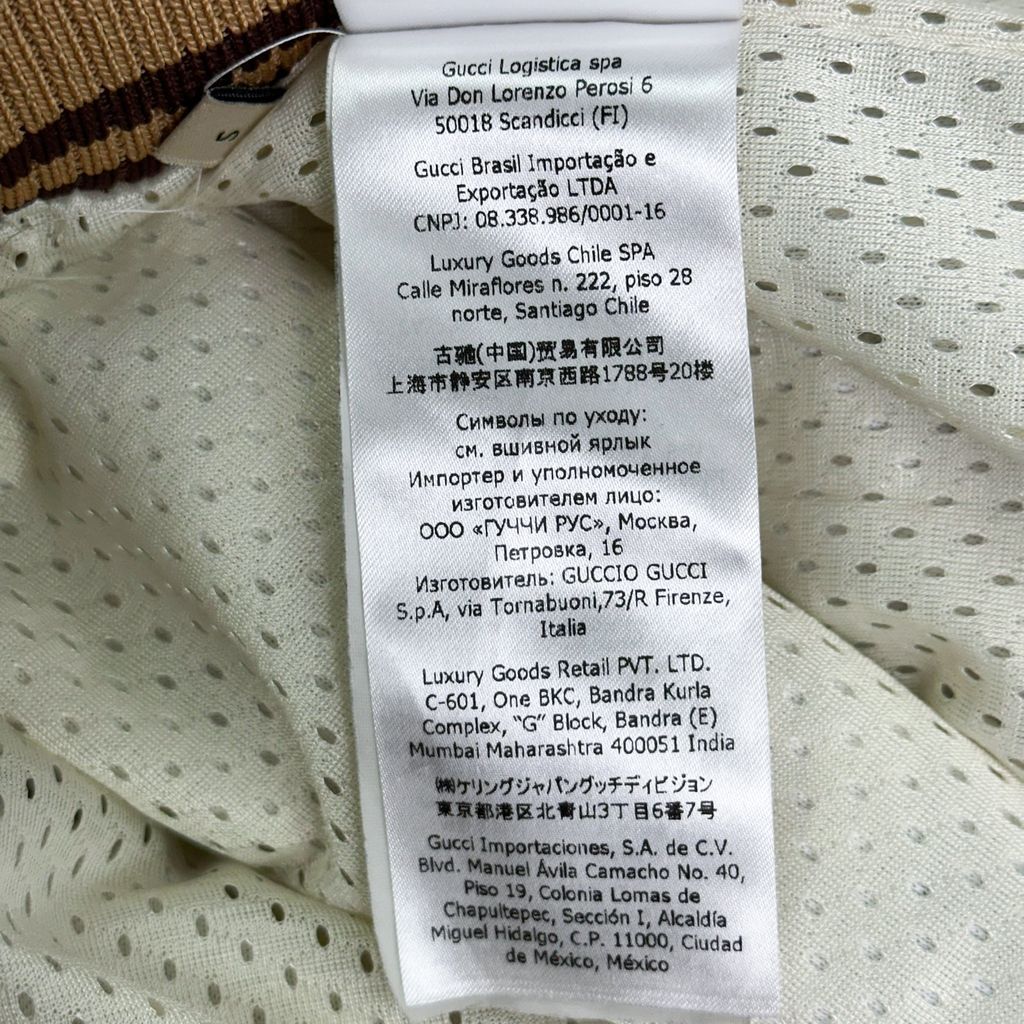 S
Gucci Logistica spa
Via Don Lorenzo Perosi 6
50018 Scandicci (FI)
Gucci Brasil Importação e
Exportação LTDA
CNPJ: 08.338.986/0001-16
Luxury Goods Chile SPA
Calle Miraflores n. 222, piso 28
norte, Santiago Chile
古驰(中国)贸易有限公司
上海市静安区南京西路1788号20楼
Символы по уходу:
см. вшивной ярлык
Импортер и уполномоченное
изготовителем лицо:
ООО «ГУЧЧИ РУС», Москва,
Петровка, 16
Изготовитель: GUCCIO GUCCI
S.p.A, via Tornabuoni,73/R Firenze,
Italia
Luxury Goods Retail PVT. LTD.
C-601, One BKC, Bandra Kurla
Complex, "G" Block, Bandra (E)
Mumbai Maharashtra 400051 India
㈱ケリングジャパングッチディビジョン
東京都港区北青山3丁目6番7号
Gucci Importaciones, S.A. de C.V.
Blvd. Manuel Ávila Camacho No. 40,
Piso 19, Colonia Lomas de
Chapultepec, Sección I, Alcaldía
Miguel Hidalgo, C.P. 11000, Ciudad
de México, México